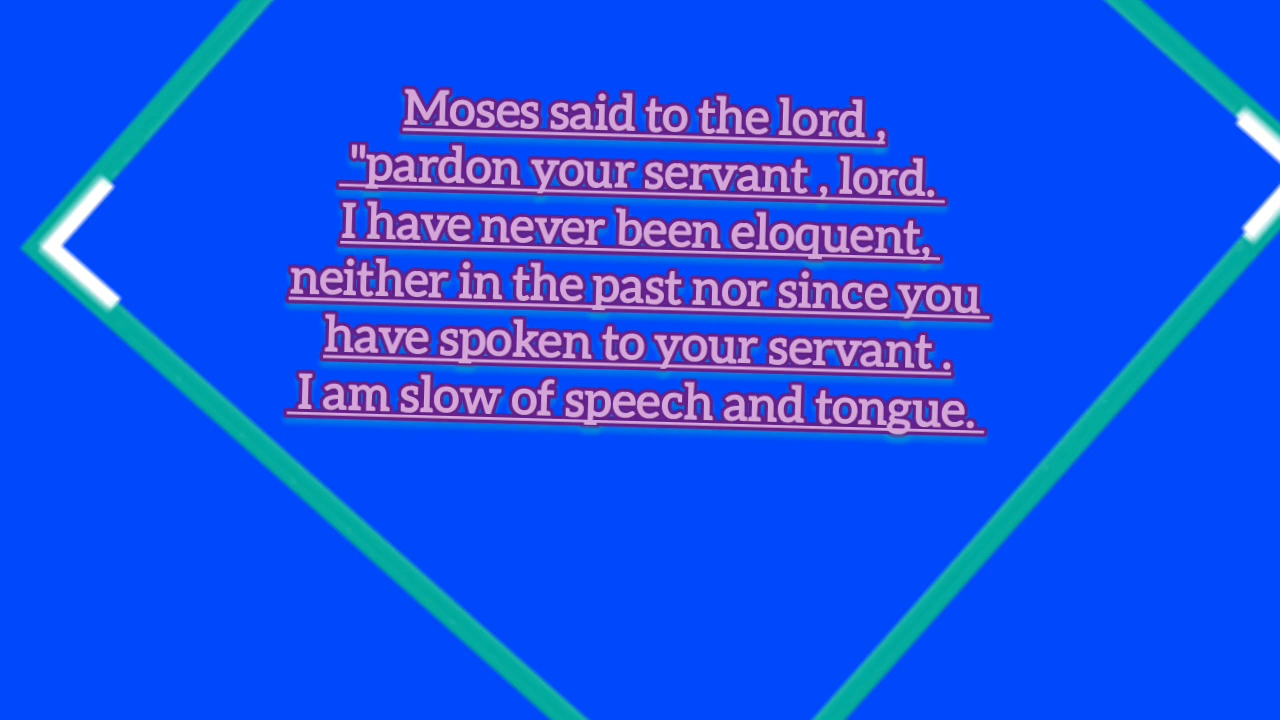 Moses said to the lord ,
"pardon your servant , lord.
I have never been eloquent,
neither in the past nor since you
have spoken to your servant .
I am slow of speech and tongue.